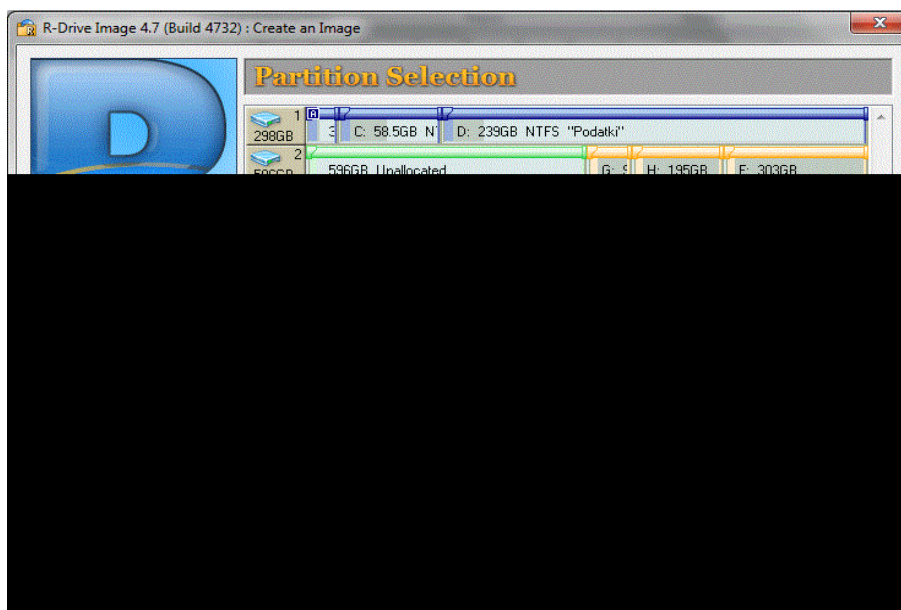 R-Drive Image 4.7 (Build 4732) : Create an Image
Partition Selection
1
298GB
C: 58.5GB
D: 239GB NTFS "Podatki"
2
596GB Unallocated
G:
H: 195GB
F: 303GB